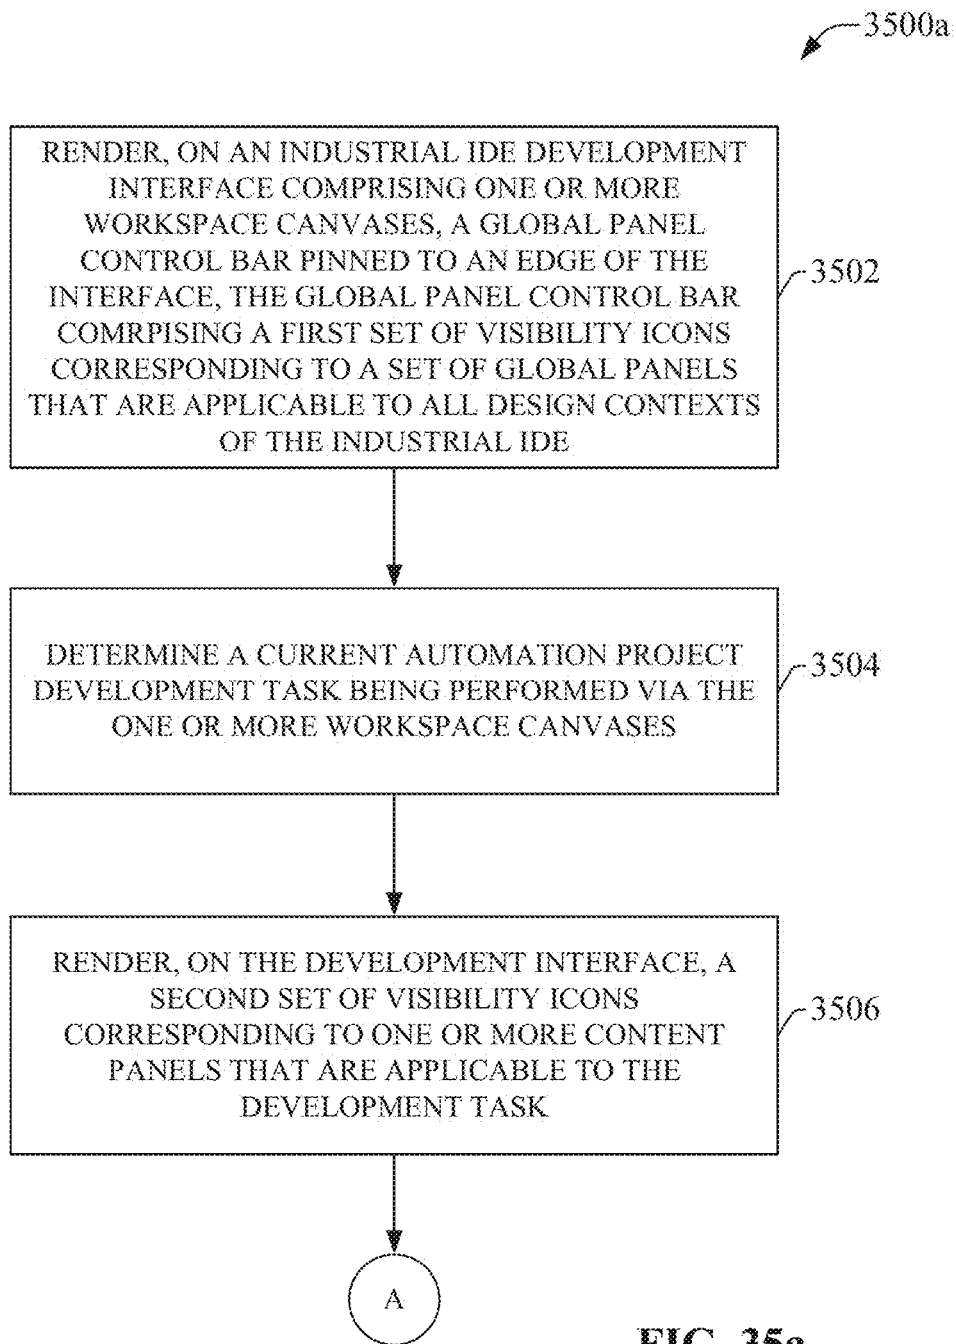 3500a
RENDER, ON AN INDUSTRIAL IDE DEVELOPMENT
INTERFACE COMPRISING ONE OR MORE
WORKSPACE CANVASES, A GLOBAL PANEL
CONTROL BAR PINNED TO AN EDGE OF THE
INTERFACE, THE GLOBAL PANEL CONTROL BAR
COMRPISING A FIRST SET OF VISIBILITY ICONS
CORRESPONDING TO A SET OF GLOBAL PANELS
THAT ARE APPLICABLE TO ALL DESIGN CONTEXTS
OF THE INDUSTRIAL IDE
3502
DETERMINE A CURRENT AUTOMATION PROJECT
DEVELOPMENT TASK BEING PERFORMED VIA THE
ONE OR MORE WORKSPACE CANVASES
3504
RENDER, ON THE DEVELOPMENT INTERFACE, A
SECOND SET OF VISIBILITY ICONS
CORRESPONDING TO ONE OR MORE CONTENT
PANELS THAT ARE APPLICABLE TO THE
DEVELOPMENT TASK
3506
A
FIG. 35a